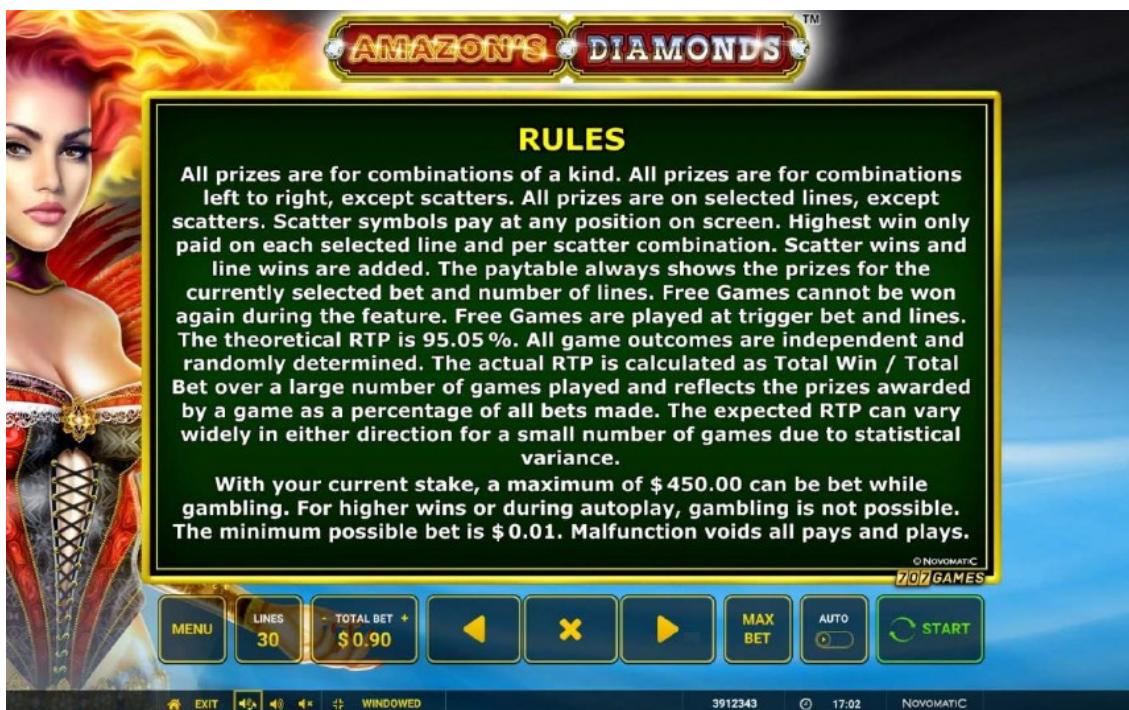 AMAZON'S DIAMONDS TM
RULES
All prizes are for combinations of a kind. All prizes are for combinations
left to right, except scatters. All prizes are on selected lines, except
scatters. Scatter symbols pay at any position on screen. Highest win only
paid on each selected line and per scatter combination. Scatter wins and
line wins are added. The paytable always shows the prizes for the
currently selected bet and number of lines. Free Games cannot be won
again during the feature. Free Games are played at trigger bet and lines.
The theoretical RTP is 95.05 %. All game outcomes are independent and
randomly determined. The actual RTP is calculated as Total Win / Total
Bet over a large number of games played and reflects the prizes awarded
by a game as a percentage of all bets made. The expected RTP can vary
widely in either direction for a small number of games due to statistical
variance.
With your current stake, a maximum of $450.00 can be bet while
gambling. For higher wins or during autoplay, gambling is not possible.
The minimum possible bet is $0.01. Malfunction voids all pays and plays.
© NOVOMATIC
707GAMES
MENU
LINES
30
- TOTAL BET +
$0.90
MAX
BET
AUTO
START
EXIT
WINDOWED
3912343
17:02
NOVOMATIC